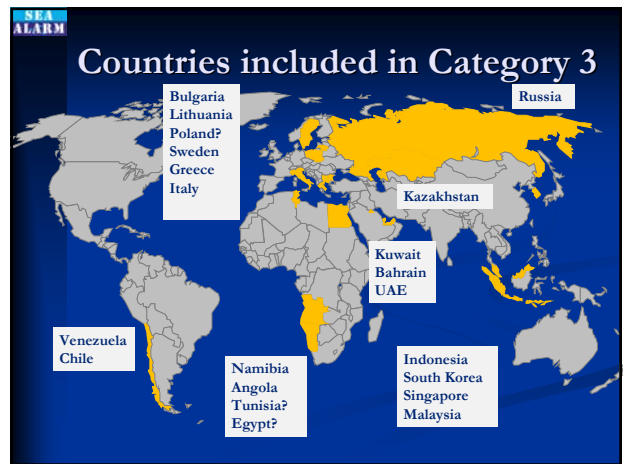 SEA
ALARM
Countries included in Category 3
Bulgaria
Lithuania
Poland?
Sweden
Greece
Italy
Russia
Kazakhstan
Kuwait
Bahrain
UAE
Venezuela
Chile
Namibia
Angola
Tunisia?
Egypt?
Indonesia
South Korea
Singapore
Malaysia